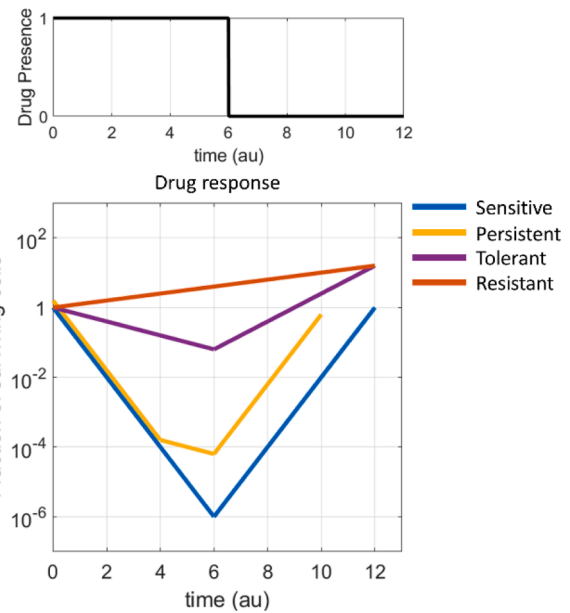 Drug Presence
1
0
0 2 4 6 8 10 12
time (au)
Drug response
Sensitive
Persistent
Tolerant
Resistant
10^2
1
10^-2
10^-4
10^-6
0 2 4 6 8 10 12
time (au)